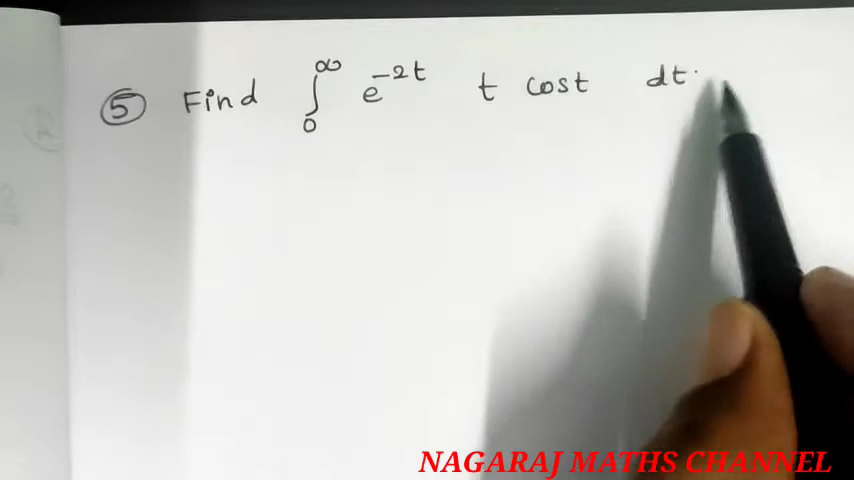 ⑤ Find ∫₀^∞ e^{-2t} t cost dt.
NAGARAJ MATHS CHANNEL